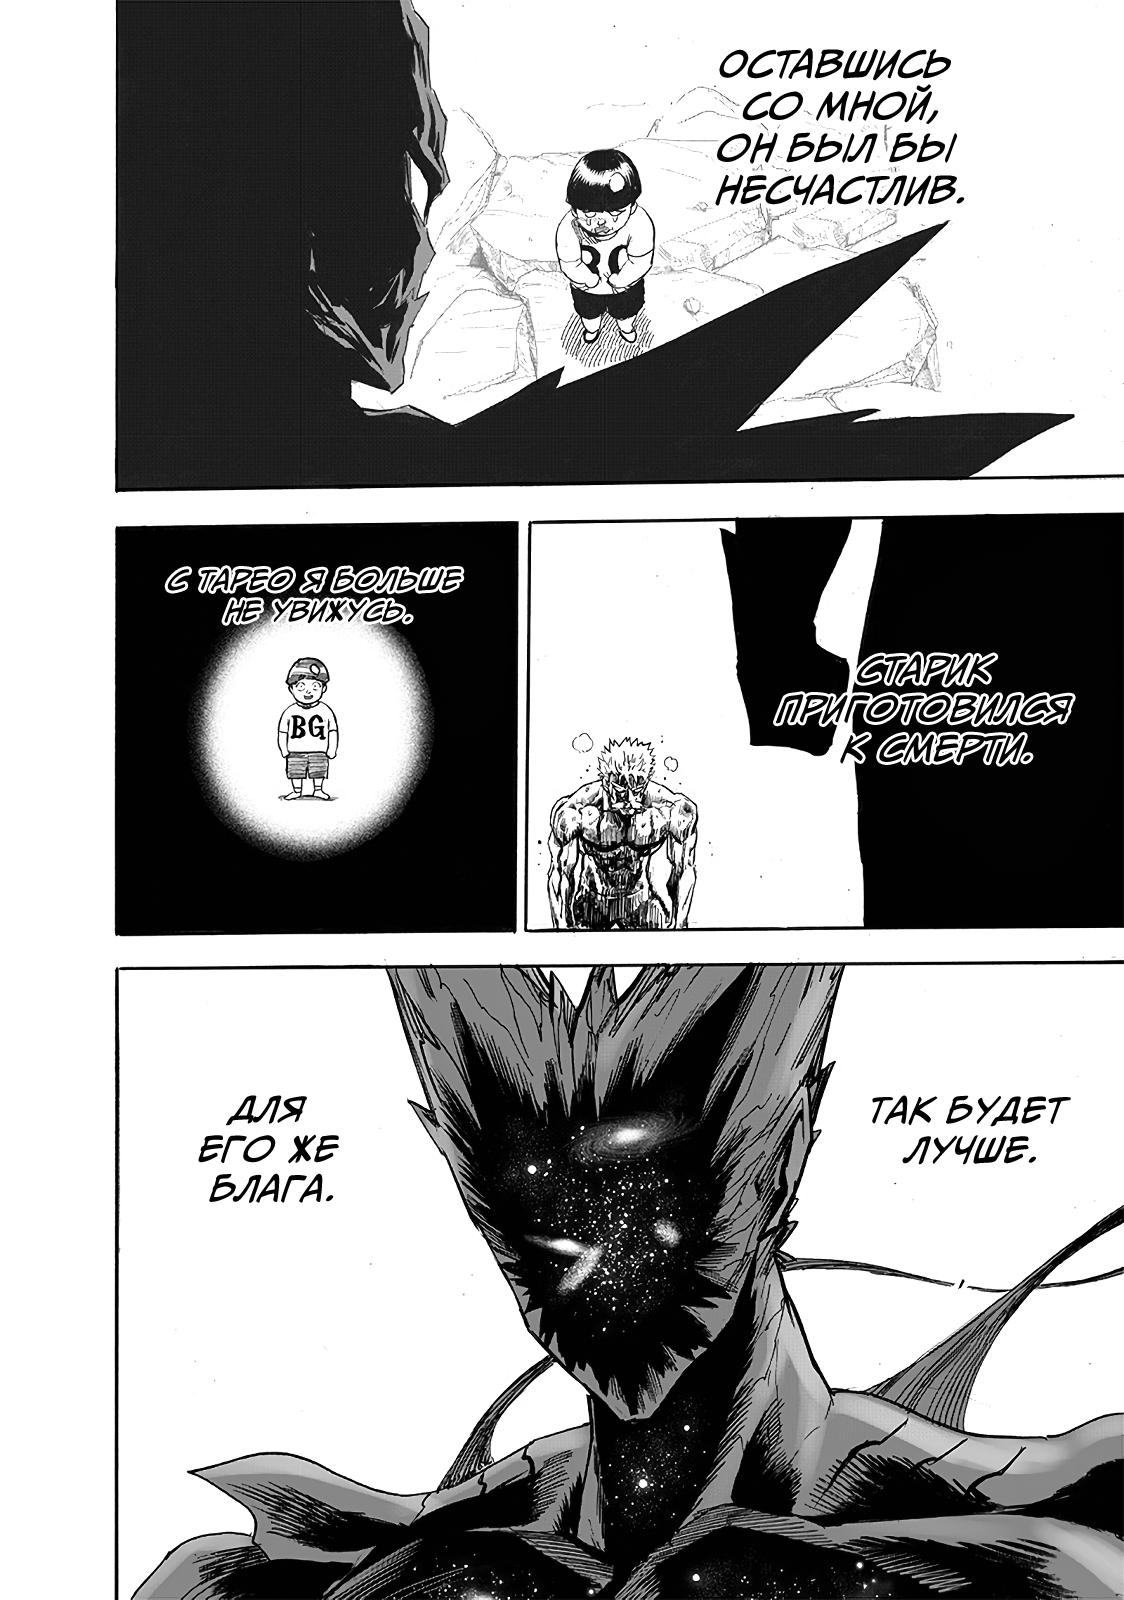 ОСТАВШИСЬ
СО МНОЙ,
ОН БЫЛ БЫ
НЕСЧАСТЛИВ.
СТАРИК
ПРИГОТОВИЛСЯ
К СМЕРТИ.
С ТАРЕО Я БОЛЬШЕ
НЕ УВИЖУСЬ.
BG
ТАК БУДЕТ
ЛУЧШЕ.
ДЛЯ
ЕГО ЖЕ
БЛАГА.